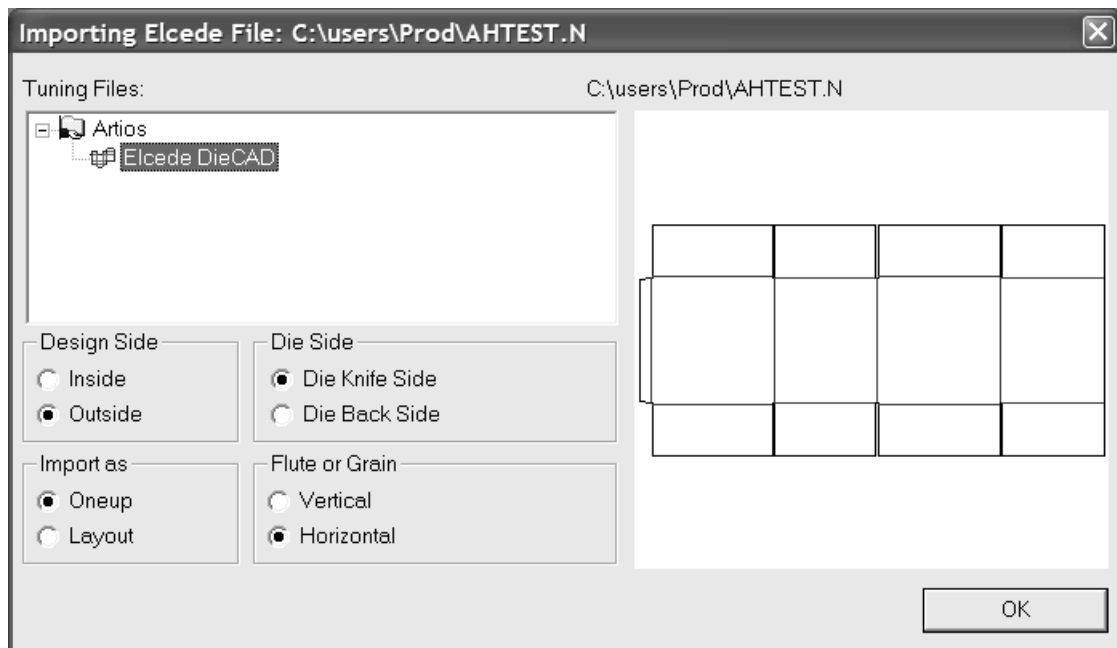 Importing Elcede File: C:\users\Prod\AHTEST.N
Tuning Files:
C:\users\Prod\AHTEST.N
Artios
Elcede DieCAD
Design Side
Inside
Outside
Die Side
Die Knife Side
Die Back Side
Import as
Oneup
Layout
Flute or Grain
Vertical
Horizontal
OK